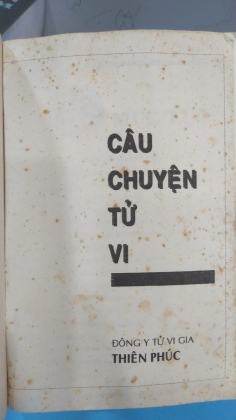 CÂU
CHUYỆN
TỬ
VI
ĐÔNG Y TỬ VI GIA
THIÊN PHÚC